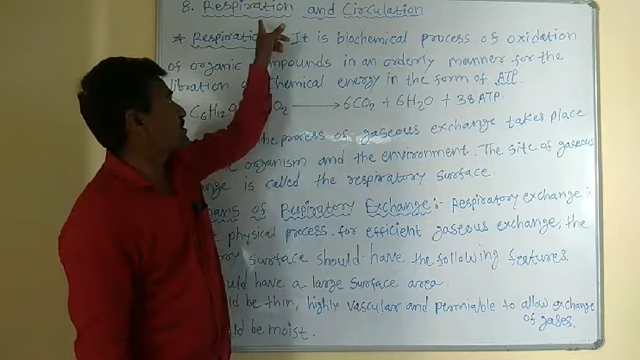 8. Respiration and Circulation
* Respiration It is biochemical process of oxidation
of organic compounds in an orderly manner for the
libration chemical energy in the form of ATP.
C6H12O O2 → 6CO2 + 6H2O + 38 ATP
the process of gaseous exchange takes place
organism and the environment. The site of gaseous
is called the respiratory surface
of Respiratory Exchange :- Respiratory exchange is
physical process. for efficient gaseous exchange, the
surface should have the following features.
have a large surface area.
be thin, highly vascular and permiable to allow exchange
of gases.
be moist.